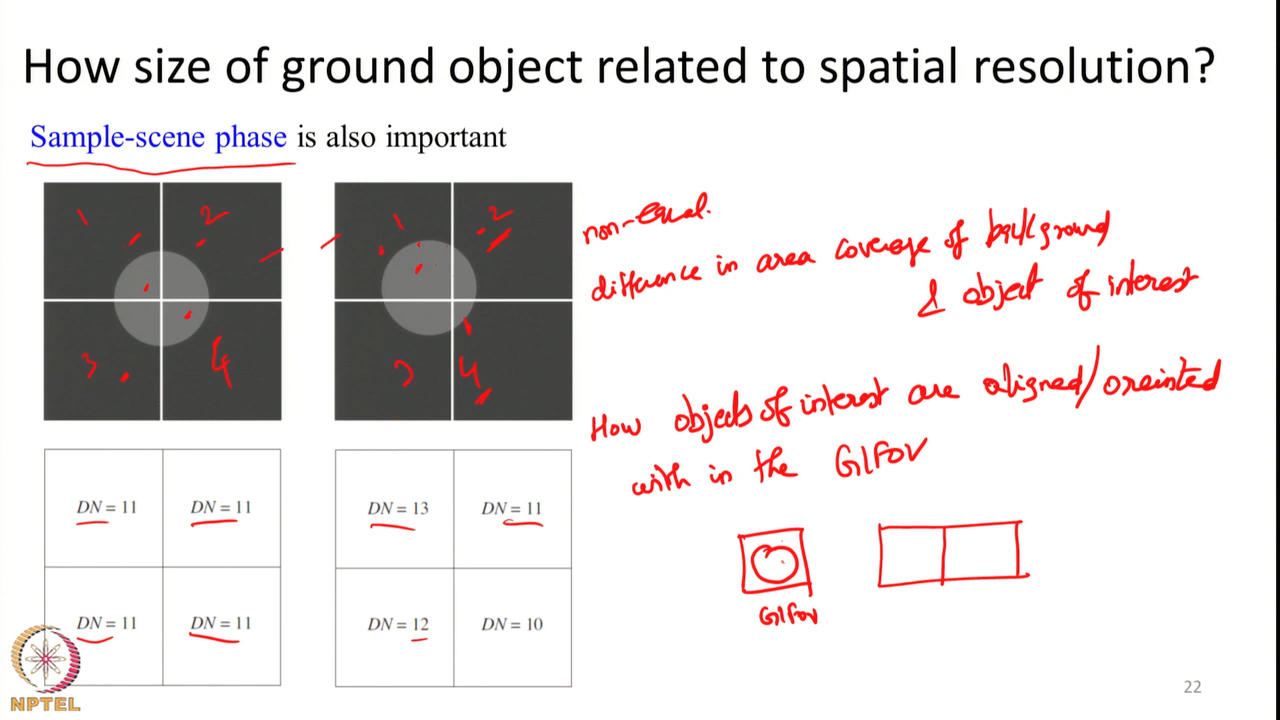 How size of ground object related to spatial resolution?
Sample-scene phase is also important
1 2
3 4
1 2
3 4
non-equal.
difference in area coverage of background
& object of interest
How objects of interest are aligned/oreinted
with in the GIFOV
GIFOV
DN = 11 DN = 11
DN = 11 DN = 11
DN = 13 DN = 11
DN = 12 DN = 10
NPTEL
22